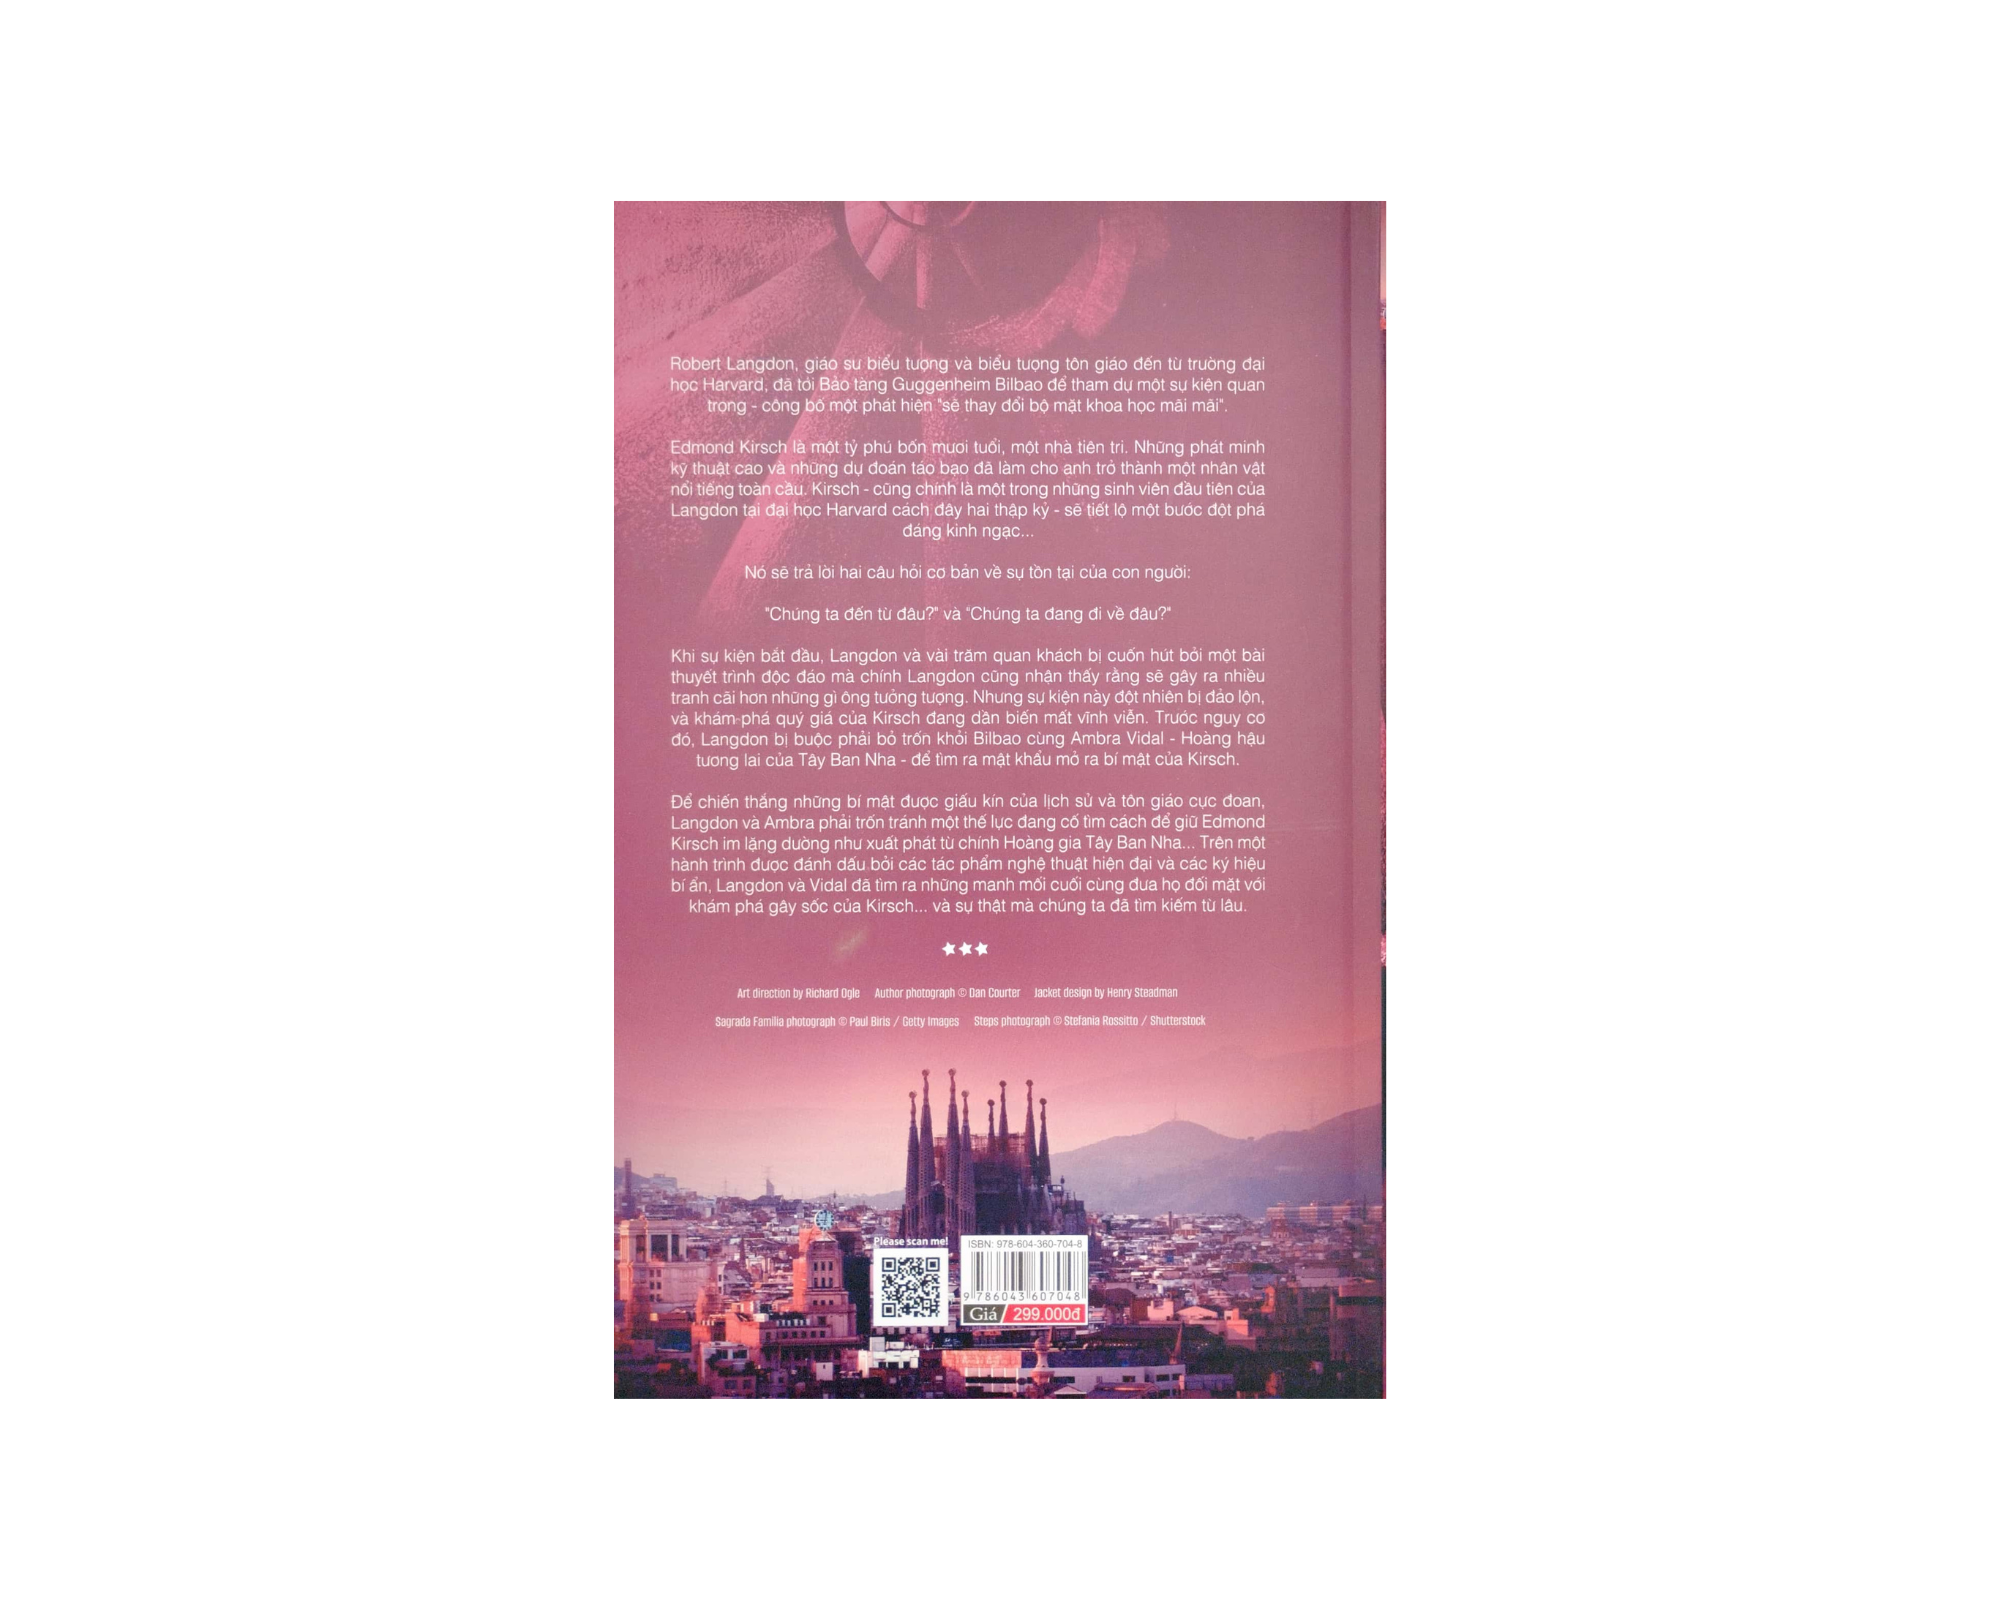 Robert Langdon, giáo sư biểu tượng và biểu tượng tôn giáo đến từ trường đại
học Harvard, đã tới Bảo tàng Guggenheim Bilbao để tham dự một sự kiện quan
trọng - công bố một phát hiện "sẽ thay đổi bộ mặt khoa học mãi mãi".
Edmond Kirsch là một tỷ phú bốn mươi tuổi, một nhà tiên tri. Những phát minh
kỹ thuật cao và những dự đoán táo bạo đã làm cho anh trở thành một nhân vật
nổi tiếng toàn cầu. Kirsch - cũng chính là một trong những sinh viên đầu tiên của
Langdon tại đại học Harvard cách đây hai thập kỷ - sẽ tiết lộ một bước đột phá
đáng kinh ngạc...
Nó sẽ trả lời hai câu hỏi cơ bản về sự tồn tại của con người:
"Chúng ta đến từ đâu?" và "Chúng ta đang đi về đâu?"
Khi sự kiện bắt đầu, Langdon và vài trăm quan khách bị cuốn hút bởi một bài
thuyết trình độc đáo mà chính Langdon cũng nhận thấy rằng sẽ gây ra nhiều
tranh cãi hơn những gì ông tưởng tượng. Nhưng sự kiện này đột nhiên bị đảo lộn,
và khám phá quý giá của Kirsch đang dần biến mất vĩnh viễn. Trước nguy cơ
đó, Langdon bị buộc phải bỏ trốn khỏi Bilbao cùng Ambra Vidal - Hoàng hậu
tương lai của Tây Ban Nha - để tìm ra mật khẩu mở ra bí mật của Kirsch.
Để chiến thắng những bí mật được giấu kín của lịch sử và tôn giáo cực đoan,
Langdon và Ambra phải trốn tránh một thế lực đang cố tìm cách để giữ Edmond
Kirsch im lặng dường như xuất phát từ chính Hoàng gia Tây Ban Nha... Trên một
hành trình được đánh dấu bởi các tác phẩm nghệ thuật hiện đại và các ký hiệu
bí ẩn, Langdon và Vidal đã tìm ra những manh mối cuối cùng đưa họ đối mặt với
khám phá gây sốc của Kirsch... và sự thật mà chúng ta đã tìm kiếm từ lâu.
Art direction by Richard Ogle Author photograph © Dan Courter Jacket design by Henry Steadman
Sagrada Familia photograph © Paul Biris / Getty Images Steps photograph © Stefania Rossitto / Shutterstock
Please scan me!
ISBN: 978-604-360-704-8
9 786043 607048
Giá 299.000đ